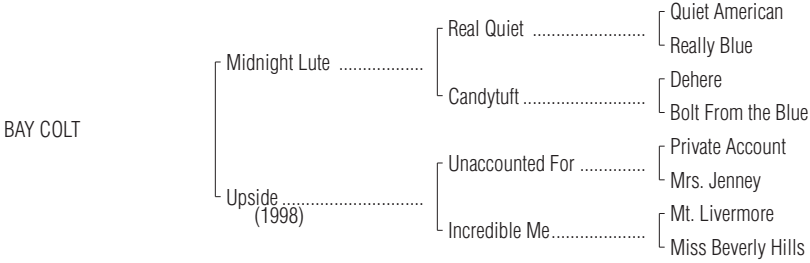 Quiet American
Real Quiet ........................
Really Blue
Midnight Lute ..................
Dehere
Candytuft ..........................
Bolt From the Blue
BAY COLT
Private Account
Unaccounted For ..............
Mrs. Jenney
Upside ..............................
(1998)
Mt. Livermore
Incredible Me....................
Miss Beverly Hills